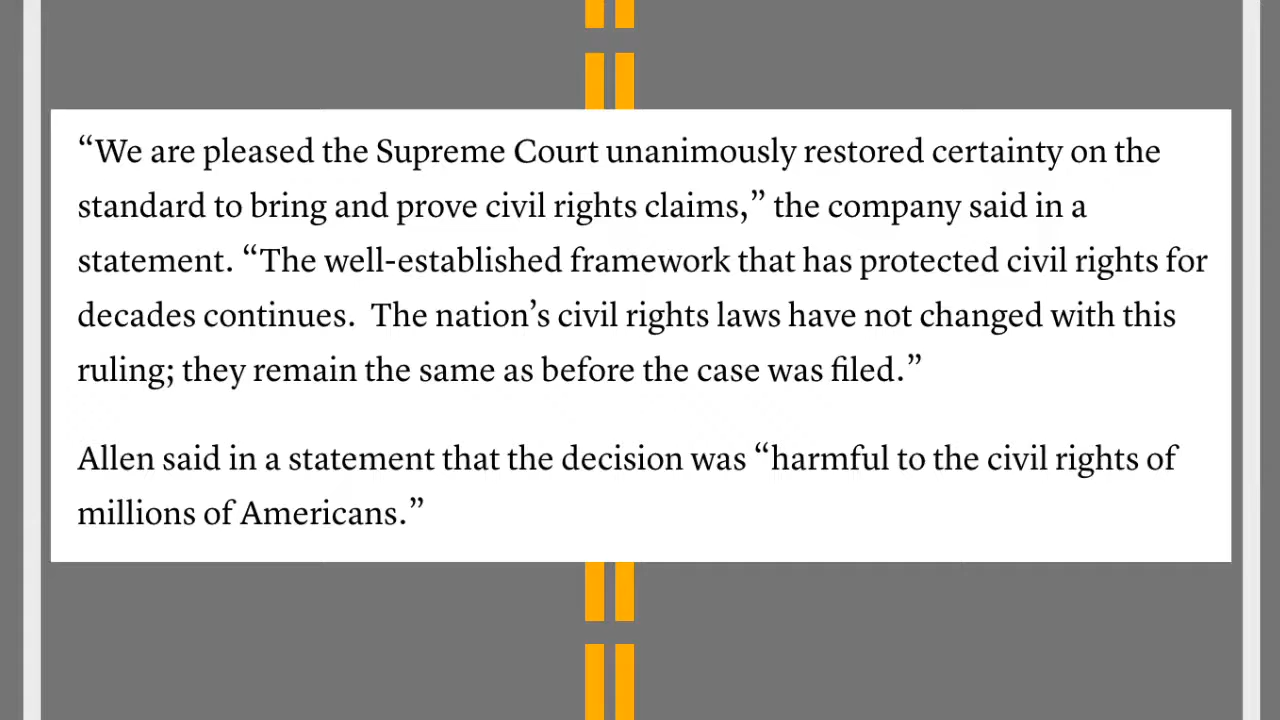 “We are pleased the Supreme Court unanimously restored certainty on the
standard to bring and prove civil rights claims,” the company said in a
statement. “The well-established framework that has protected civil rights for
decades continues.  The nation’s civil rights laws have not changed with this
ruling; they remain the same as before the case was filed.”
Allen said in a statement that the decision was “harmful to the civil rights of
millions of Americans.”